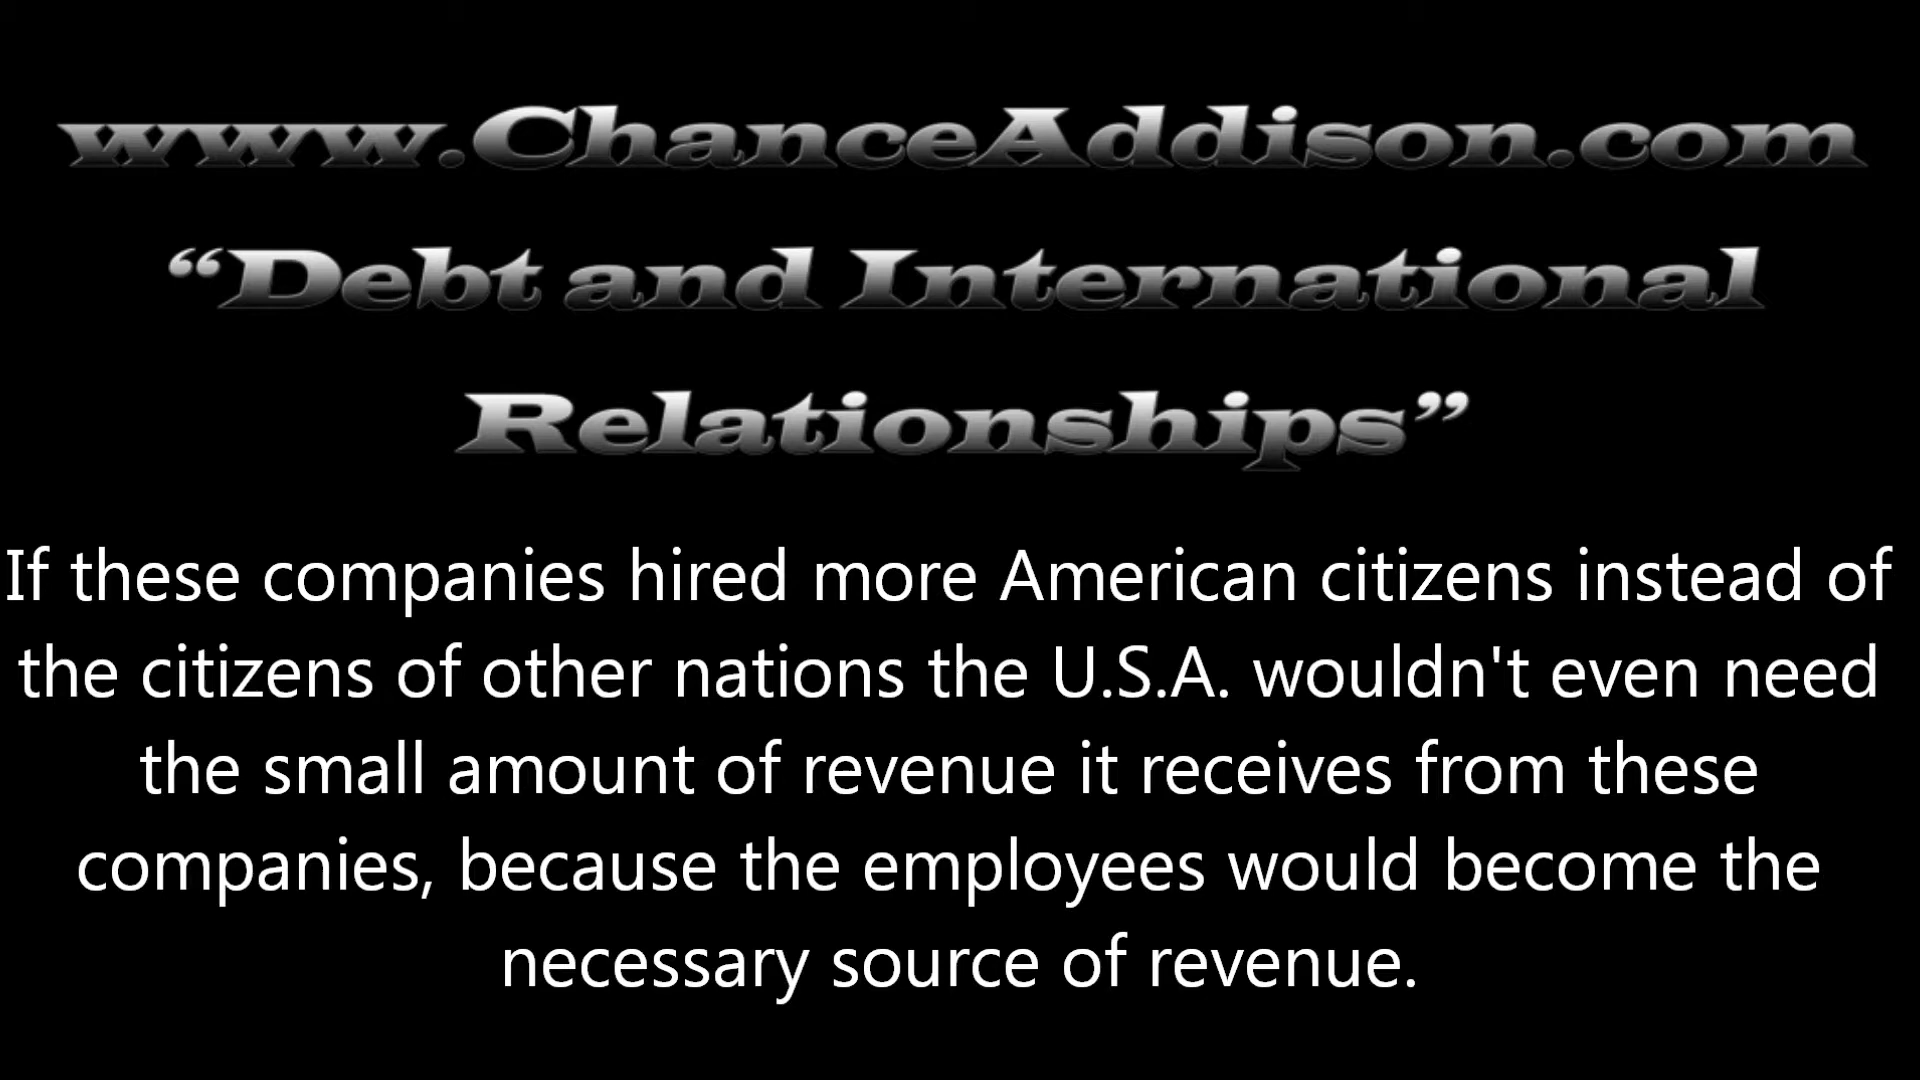 www.ChanceAddison.com
“Debt and International
Relationships”
If these companies hired more American citizens instead of
the citizens of other nations the U.S.A. wouldn't even need
the small amount of revenue it receives from these
companies, because the employees would become the
necessary source of revenue.